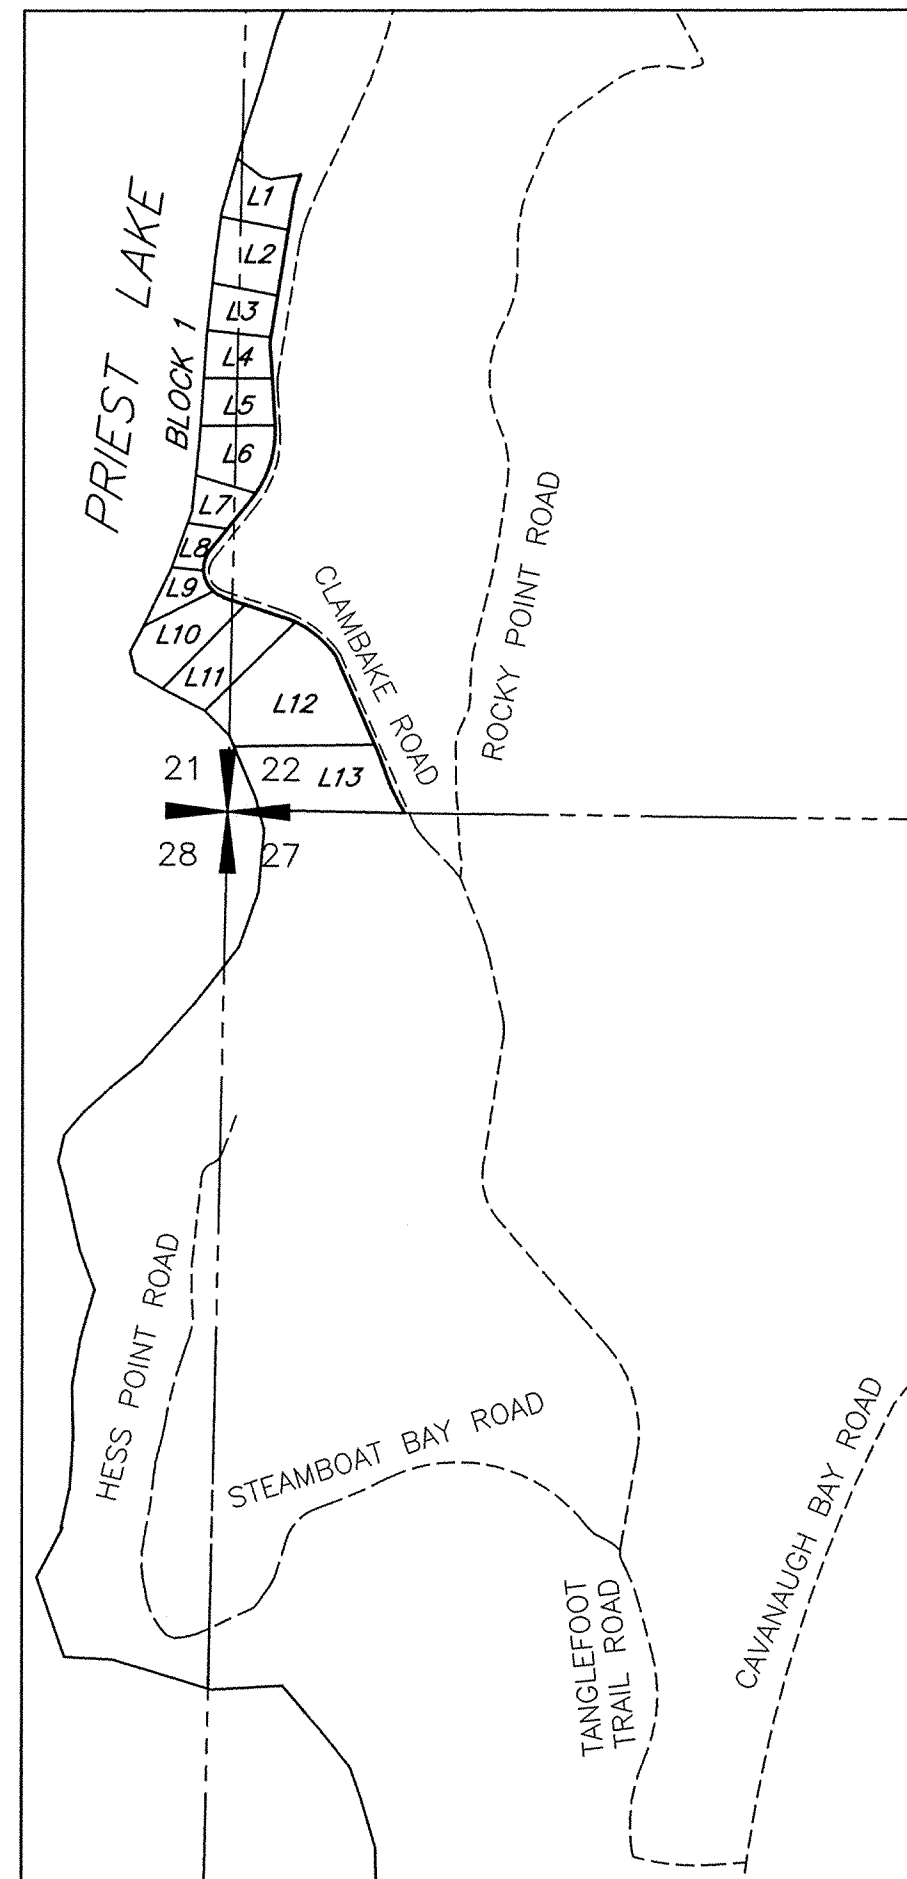 PRIEST LAKE
BLOCK 1
L1
L2
L3
L4
L5
L6
L7
L8
L9
L10
L11
L12
L13
CLAMBAKE ROAD
ROCKY POINT ROAD
21 22
28 27
HESS POINT ROAD
STEAMBOAT BAY ROAD
TANGLEFOOT
TRAIL ROAD
CAVANAUGH BAY ROAD